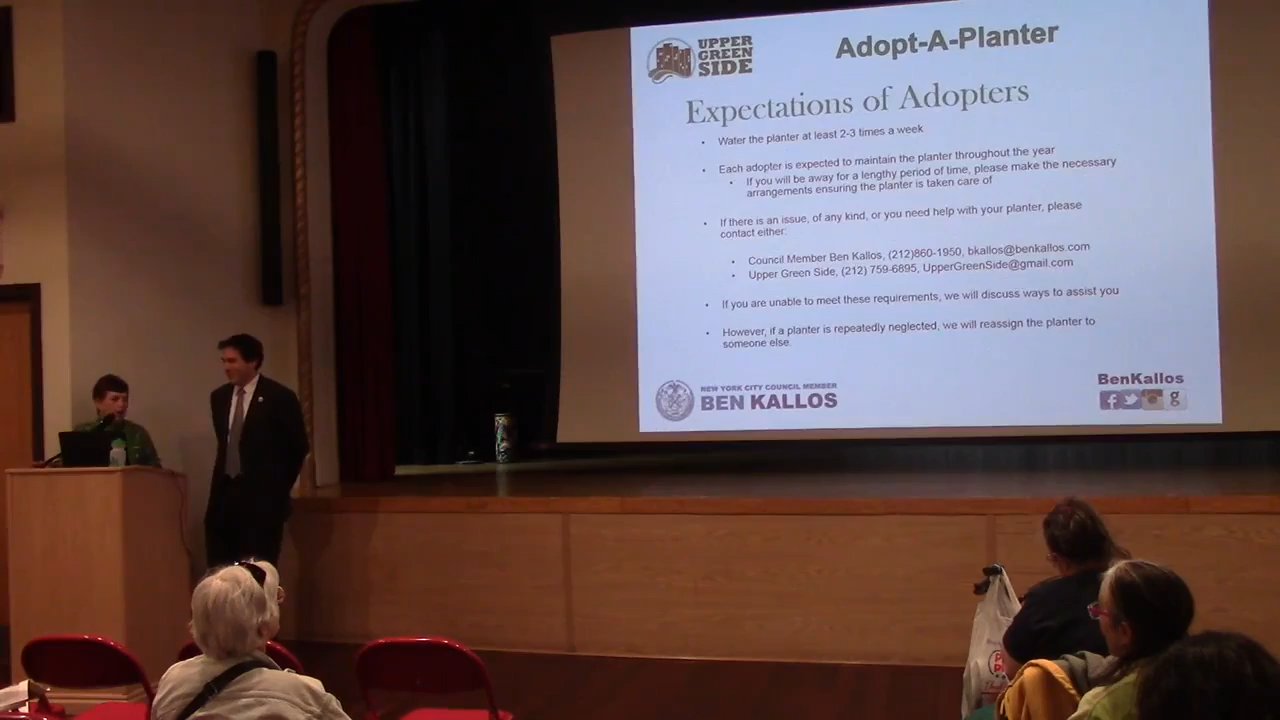 UPPER
GREEN
SIDE
Adopt-A-Planter
Expectations of Adopters
• Water the planter at least 2-3 times a week
• Each adopter is expected to maintain the planter throughout the year
• If you will be away for a lengthy period of time, please make the necessary
arrangements ensuring the planter is taken care of
• If there is an issue, of any kind, or you need help with your planter, please
contact either:
• Council Member Ben Kallos, (212)860-1950, bkallos@benkallos.com
• Upper Green Side, (212) 759-6895, UpperGreenSide@gmail.com
• If you are unable to meet these requirements, we will discuss ways to assist you
• However, if a planter is repeatedly neglected, we will reassign the planter to
someone else.
NEW YORK CITY COUNCIL MEMBER
BEN KALLOS
BenKallos